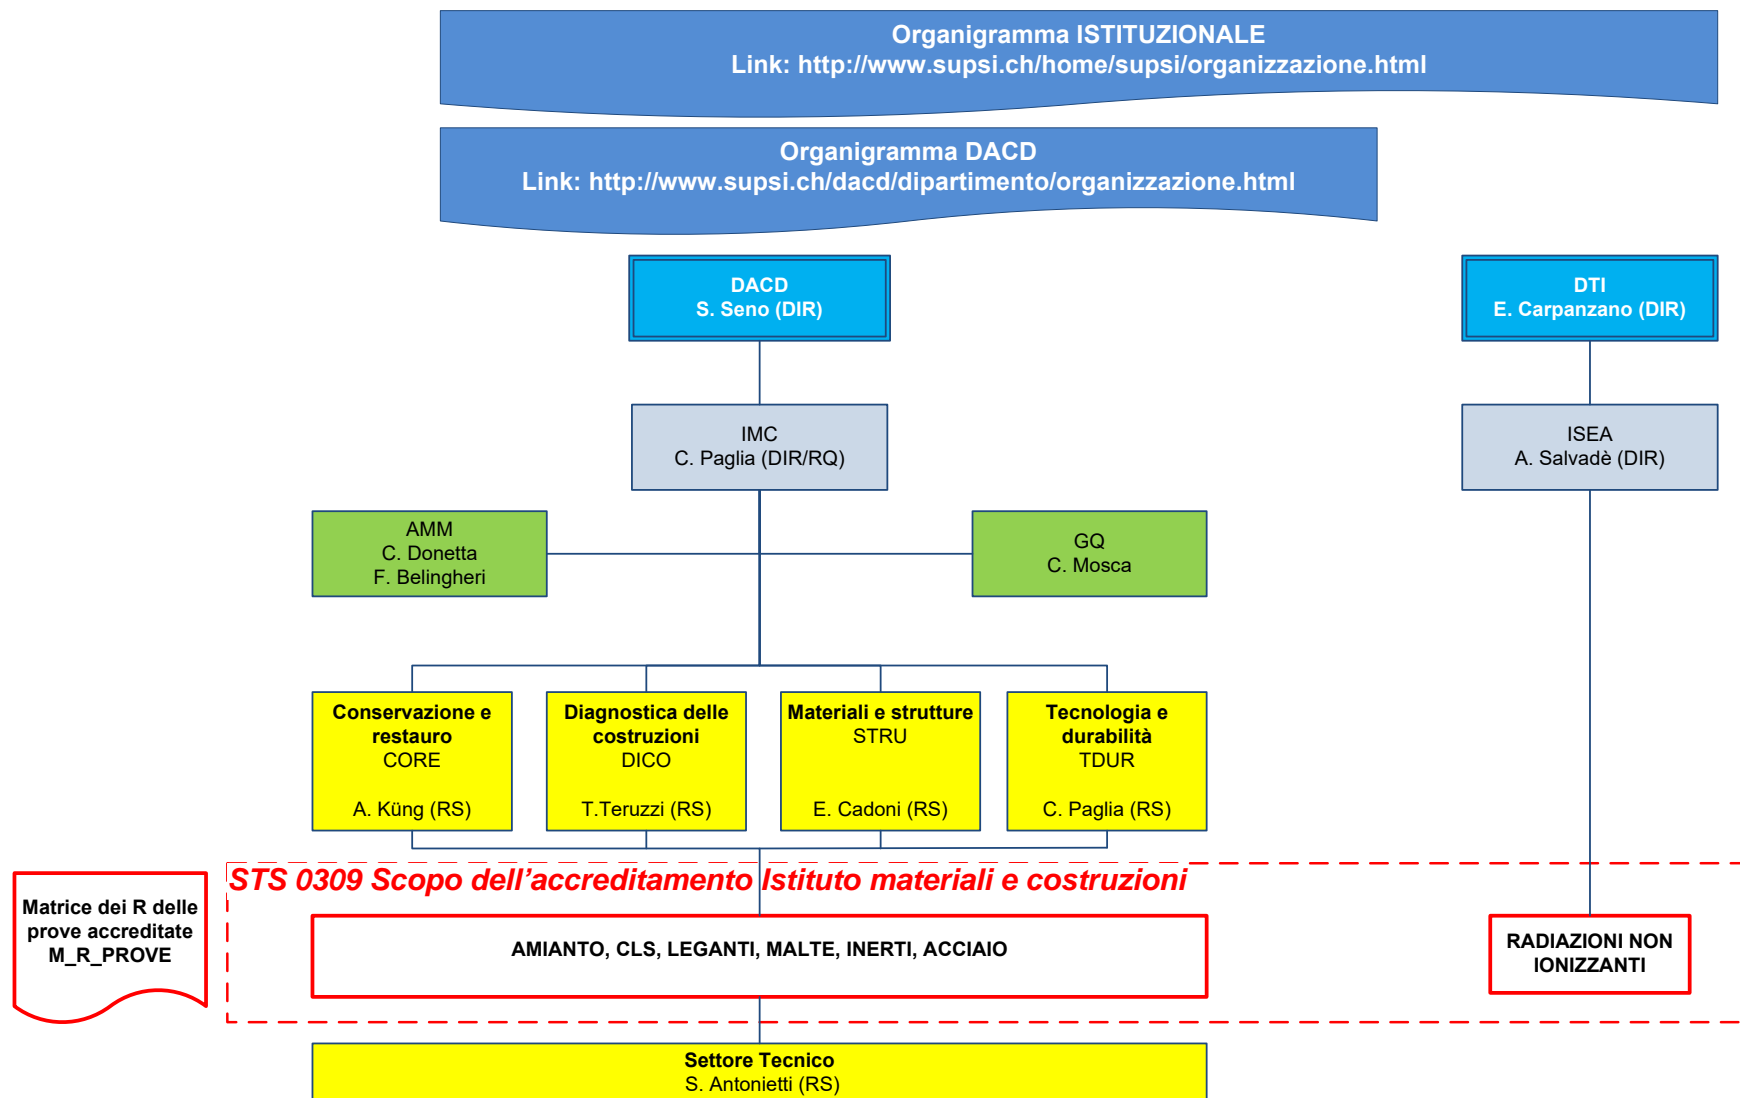 Organigramma ISTITUZIONALE
Link: http://www.supsi.ch/home/supsi/organizzazione.html
Organigramma DACD
Link: http://www.supsi.ch/dacd/dipartimento/organizzazione.html
DACD
S. Seno (DIR)
DTI
E. Carpanzano (DIR)
IMC
C. Paglia (DIR/RQ)
ISEA
A. Salvadè (DIR)
AMM
C. Donetta
F. Belingheri
GQ
C. Mosca
Conservazione e
restauro
CORE
A. Küng (RS)
Diagnostica delle
costruzioni
DICO
T.Teruzzi (RS)
Materiali e strutture
STRU
E. Cadoni (RS)
Tecnologia e
durabilità
TDUR
C. Paglia (RS)
STS 0309 Scopo dell'accreditamento Istituto materiali e costruzioni
Matrice dei R delle
prove accreditate
M_R_PROVE
AMIANTO, CLS, LEGANTI, MALTE, INERTI, ACCIAIO
RADIAZIONI NON
IONIZZANTI
Settore Tecnico
S. Antonietti (RS)